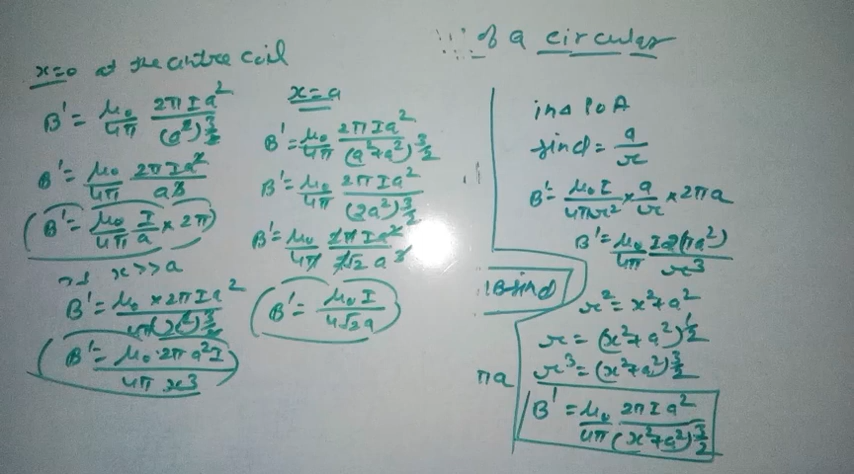 of a circular
x=0 at the centre coil
B' = μ₀/4π 2πIa²/(a²)^3/2
B' = μ₀/4π 2πIa²/a³
B' = μ₀/4π I/a × 2π
x>>a
B' = μ₀ × 2πIa²/4π(x²)^3/2
B' = μ₀ · 2πa²I/4π x³
x=a
B' = μ₀/4π 2πIa²/(a²+a²)^3/2
B' = μ₀/4π 2πIa²/(2a²)^3/2
B' = μ₀/4π 2πIa²/2√2 a³
B' = μ₀I/4√2a
in Δ POA
sinα = a/r
B' = μ₀I/4πr² × a/r × 2πa
B' = μ₀/4π I2(πa²)/r³
B sinα
r² = x²+a²
r = (x²+a²)^1/2
r³ = (x²+a²)^3/2
πa
B' = μ₀/4π 2πIa²/(x²+a²)^3/2